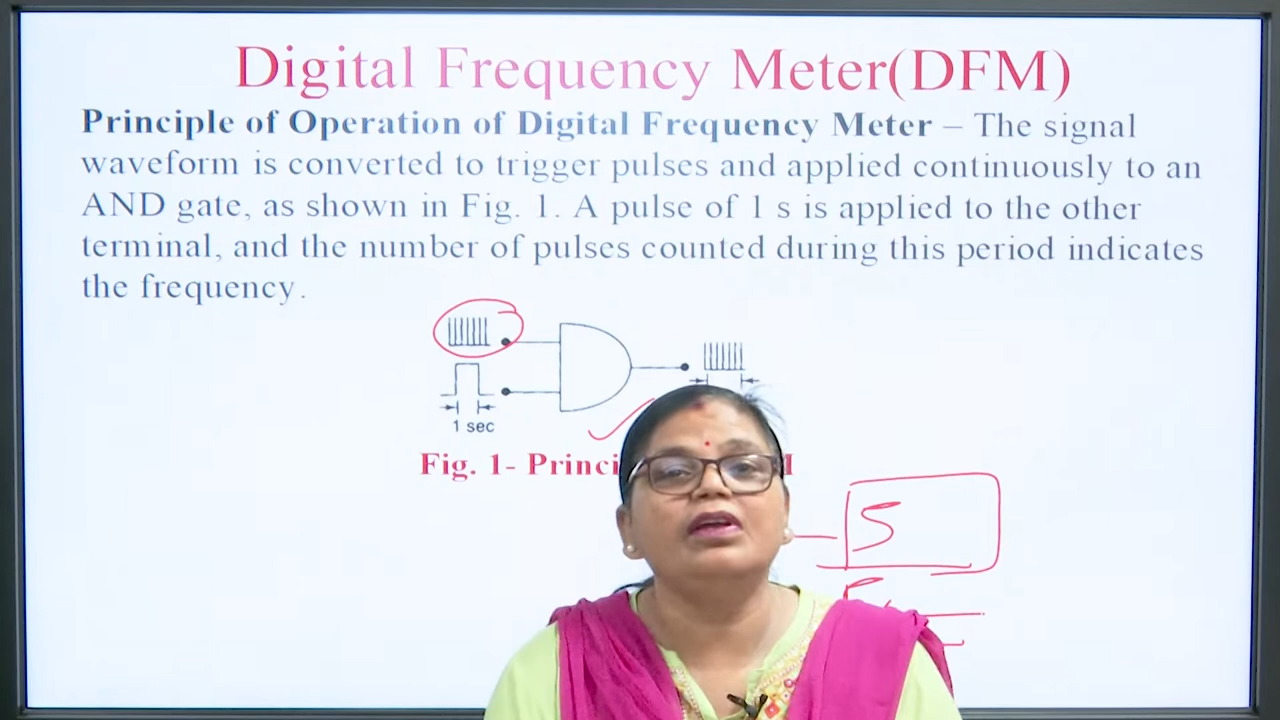 Digital Frequency Meter(DFM)
Principle of Operation of Digital Frequency Meter – The signal
waveform is converted to trigger pulses and applied continuously to an
AND gate, as shown in Fig. 1. A pulse of 1 s is applied to the other
terminal, and the number of pulses counted during this period indicates
the frequency.
1 sec
Fig. 1-
5